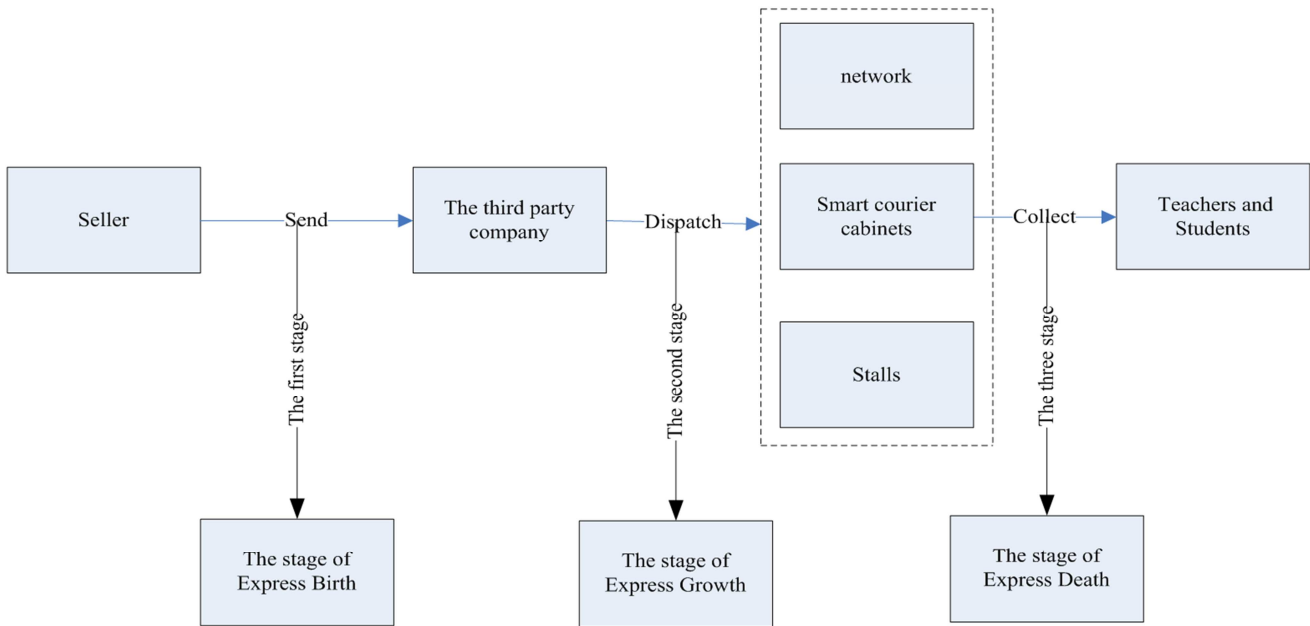 network
Seller
Send
The third party
company
Dispatch
Smart courier
cabinets
Collect
Teachers and
Students
Stalls
The first stage
The second stage
The three stage
The stage of
Express Birth
The stage of
Express Growth
The stage of
Express Death